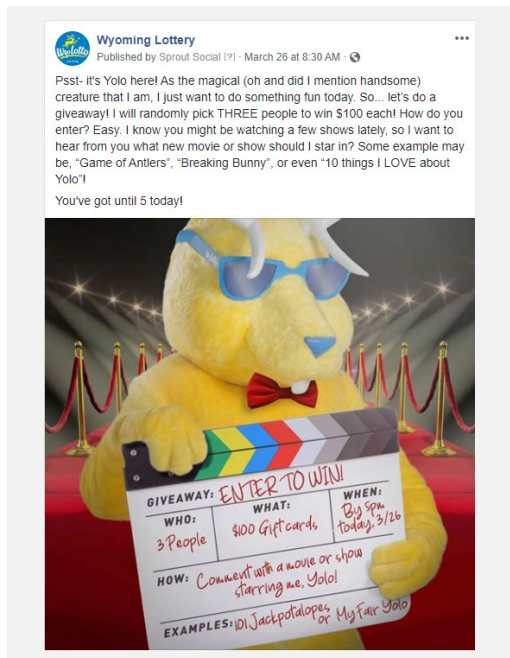 Wyoming Lottery
WyoLotto
Published by Sprout Social [?] · March 26 at 8:30 AM ·
Psst- it's Yolo here! As the magical (oh and did I mention handsome)
creature that I am, I just want to do something fun today. So... let's do a
giveaway! I will randomly pick THREE people to win $100 each! How do you
enter? Easy. I know you might be watching a few shows lately, so I want to
hear from you what new movie or show should I star in? Some example may
be, “Game of Antlers”, “Breaking Bunny”, or even “10 things I LOVE about
Yolo”!
You've got until 5 today!
GIVEAWAY: ENTER TO WIN!
WHO: 3 People
WHAT: $100 Gift cards
WHEN: By 5pm today, 3/26
HOW: Comment with a movie or show
starring me, Yolo!
EXAMPLES: 101 Jackpotalopes, or My Fair Yolo